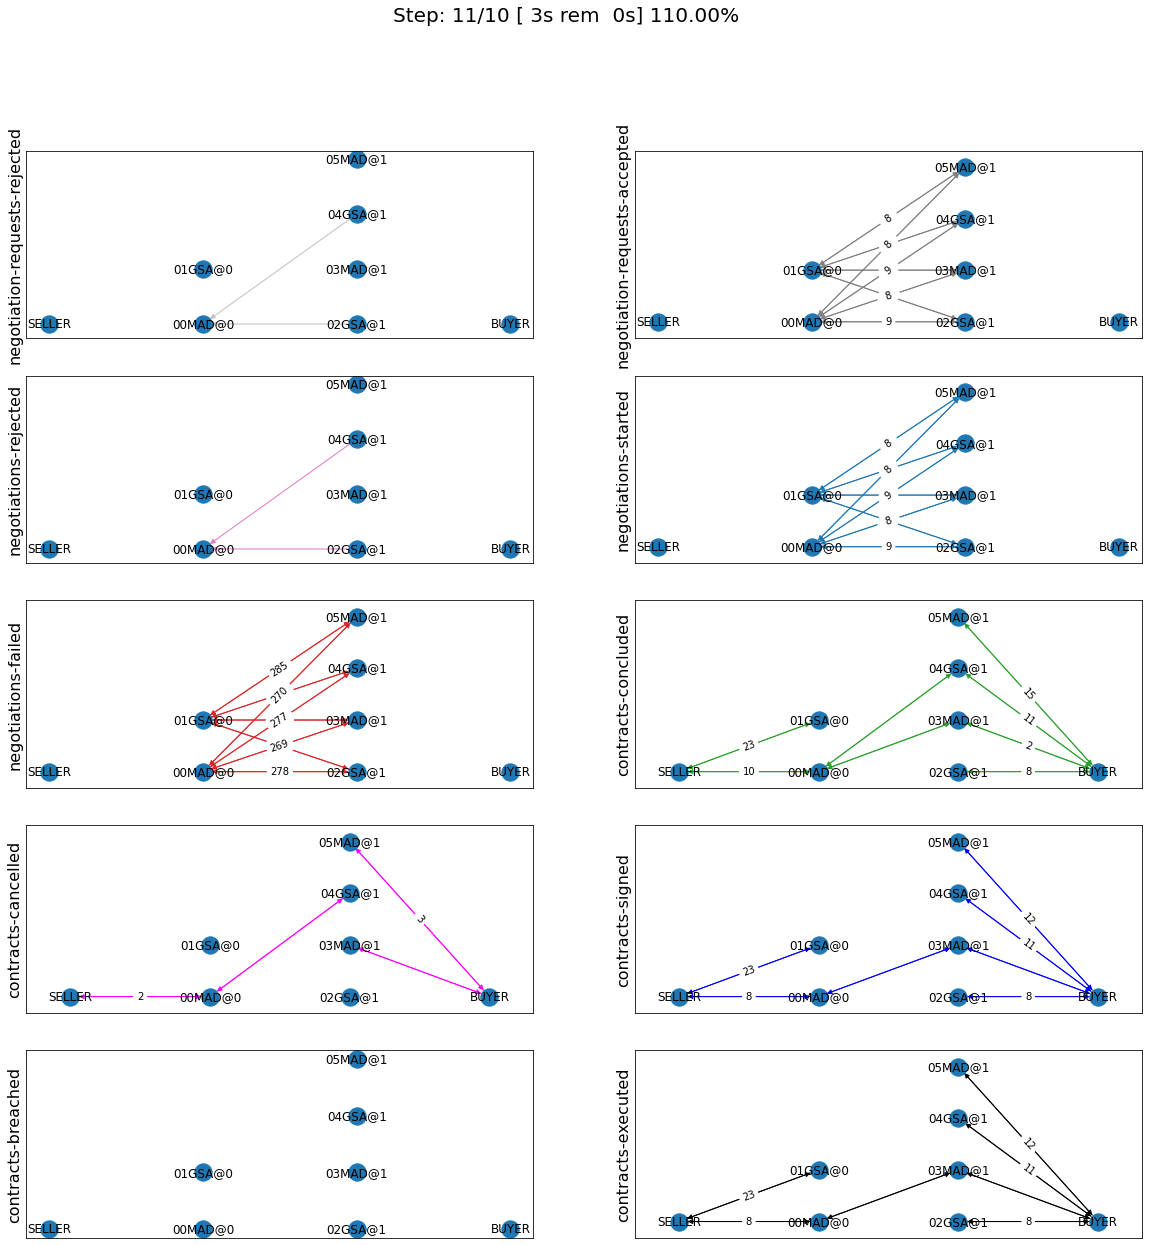 Step: 11/10 [ 3s rem  0s] 110.00%
negotiation-requests-rejected
05MAD@1
04GSA@1
01GSA@0
03MAD@1
SELLER
00MAD@0
02GSA@1
BUYER
negotiation-requests-accepted
05MAD@1
8
04GSA@1
8
01GSA@0
9
03MAD@1
8
SELLER
00MAD@0
9
02GSA@1
BUYER
negotiations-rejected
05MAD@1
04GSA@1
01GSA@0
03MAD@1
SELLER
00MAD@0
02GSA@1
BUYER
negotiations-started
05MAD@1
8
04GSA@1
8
01GSA@0
9
03MAD@1
8
SELLER
00MAD@0
9
02GSA@1
BUYER
negotiations-failed
05MAD@1
285
04GSA@1
270
277
01GSA@0
03MAD@1
269
SELLER
00MAD@0
278
02GSA@1
BUYER
contracts-concluded
05MAD@1
04GSA@1
15
01GSA@0
03MAD@1
11
23
2
SELLER
10
00MAD@0
02GSA@1
8
BUYER
contracts-cancelled
05MAD@1
04GSA@1
3
01GSA@0
03MAD@1
SELLER
2
00MAD@0
02GSA@1
BUYER
contracts-signed
05MAD@1
04GSA@1
12
01GSA@0
03MAD@1
11
23
SELLER
8
00MAD@0
02GSA@1
8
BUYER
contracts-breached
05MAD@1
04GSA@1
01GSA@0
03MAD@1
SELLER
00MAD@0
02GSA@1
BUYER
contracts-executed
05MAD@1
04GSA@1
12
01GSA@0
03MAD@1
11
23
SELLER
8
00MAD@0
02GSA@1
8
BUYER